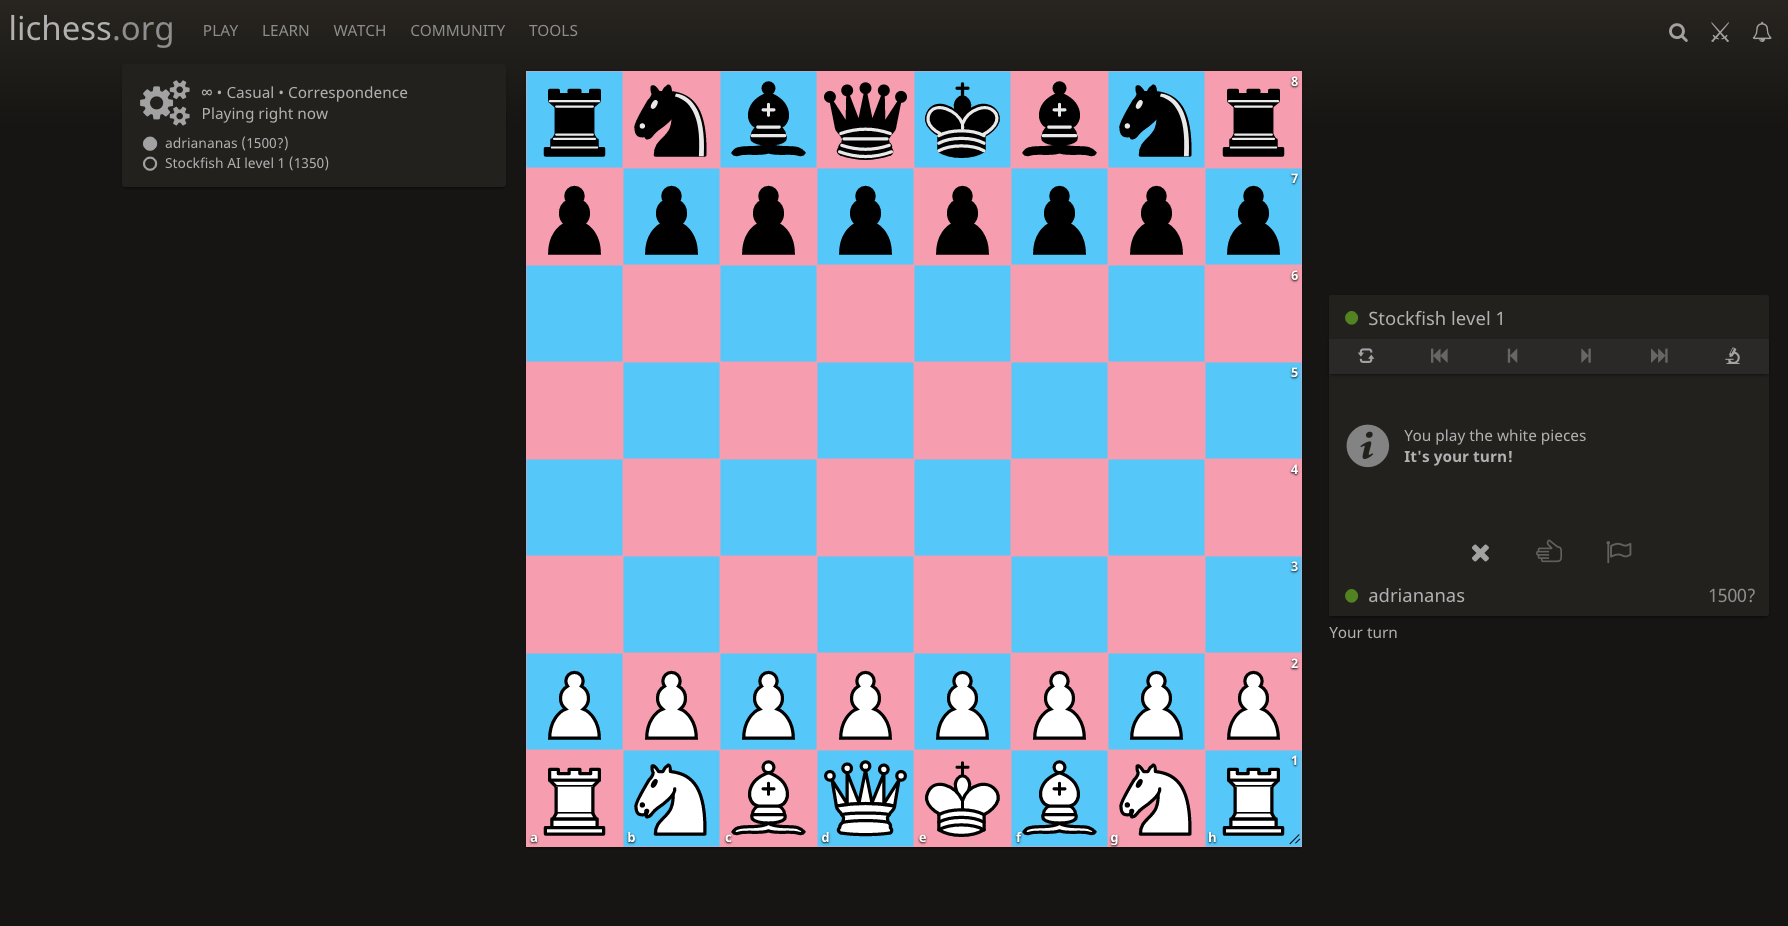 lichess.org PLAY LEARN WATCH COMMUNITY TOOLS
∞ • Casual • Correspondence
Playing right now
adriananas (1500?)
Stockfish AI level 1 (1350)
8
7
6
5
4
3
2
1
a b c d e f g h
Stockfish level 1
You play the white pieces
It's your turn!
adriananas 1500?
Your turn